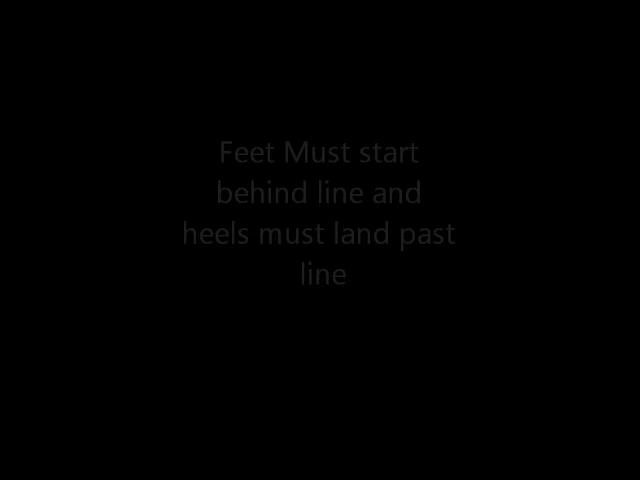 Feet Must start
behind line and
heels must land past
line